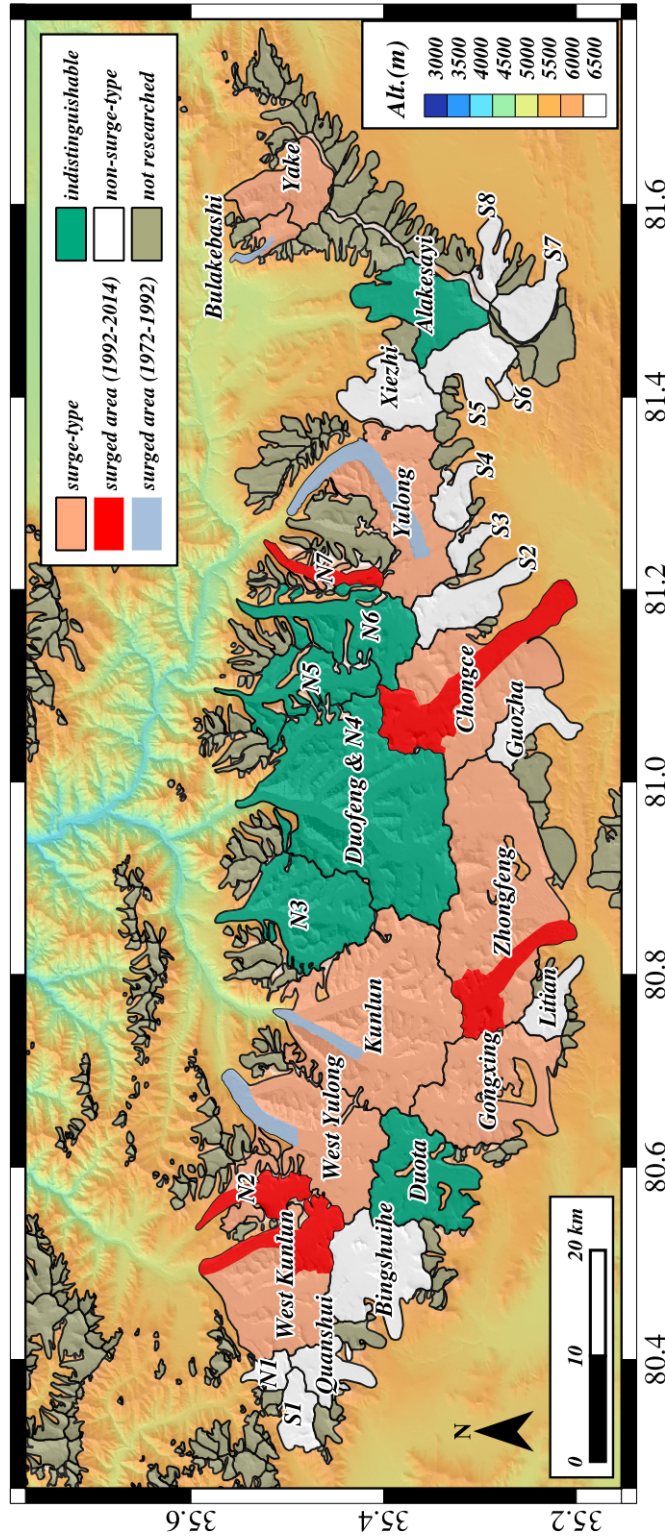 surge-type
surged area (1992-2014)
surged area (1972-1992)
indistinguishable
non-surge-type
not researched
Alt.(m)
3000
3500
4000
4500
5000
5500
6000
6500
Bulakebashi
Yake
Alakesayi
Xiezhi
S8
S7
S6
S5
S4
S3
S2
Yulong
N7
N6
N5
Duofeng & N4
N3
Chongce
Guozha
Zhongfeng
Litian
Gongxing
Kunlun
West Yulong
Duota
N2
West Kunlun
Bingshuihe
Quanshui
N1
S1
N
0
10
20 km
35.6
35.4
35.2
80.4
80.6
80.8
81.0
81.2
81.4
81.6